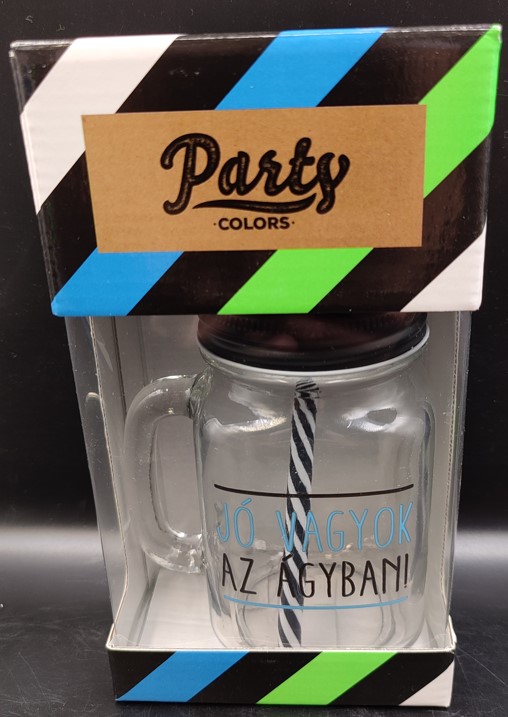 Party
·COLORS·
JÓ VAGYOK
AZ ÁGYBAN!